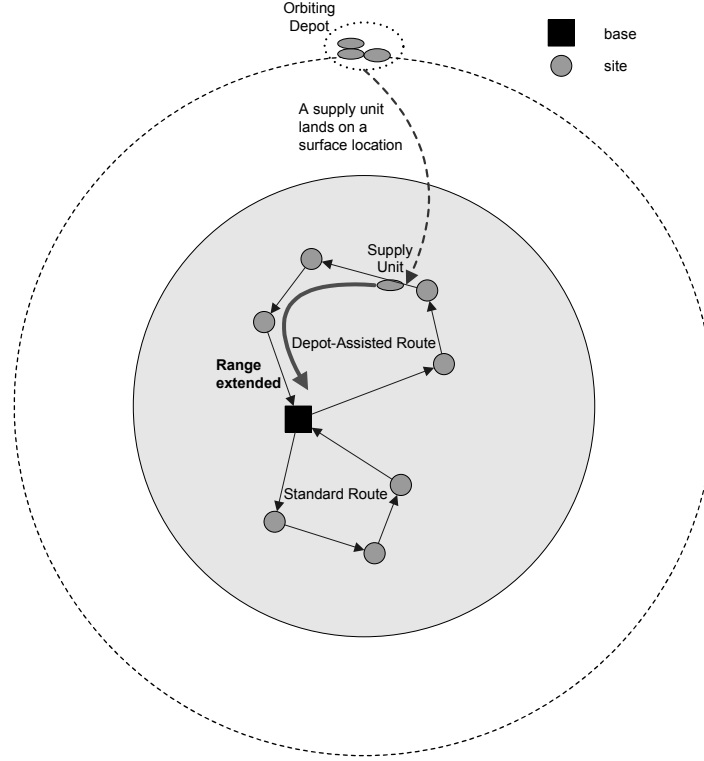 Orbiting
Depot
base
site
A supply unit
lands on a
surface location
Supply
Unit
Depot-Assisted Route
Range
extended
Standard Route